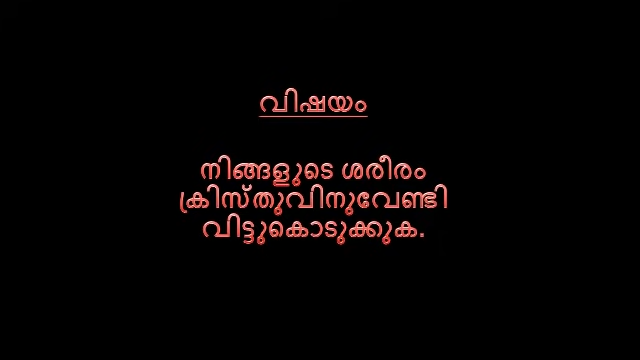 വിഷയം
നിങ്ങളുടെ ശരീരം
ക്രിസ്തുവിനുവേണ്ടി
വിട്ടുകൊടുക്കുക.